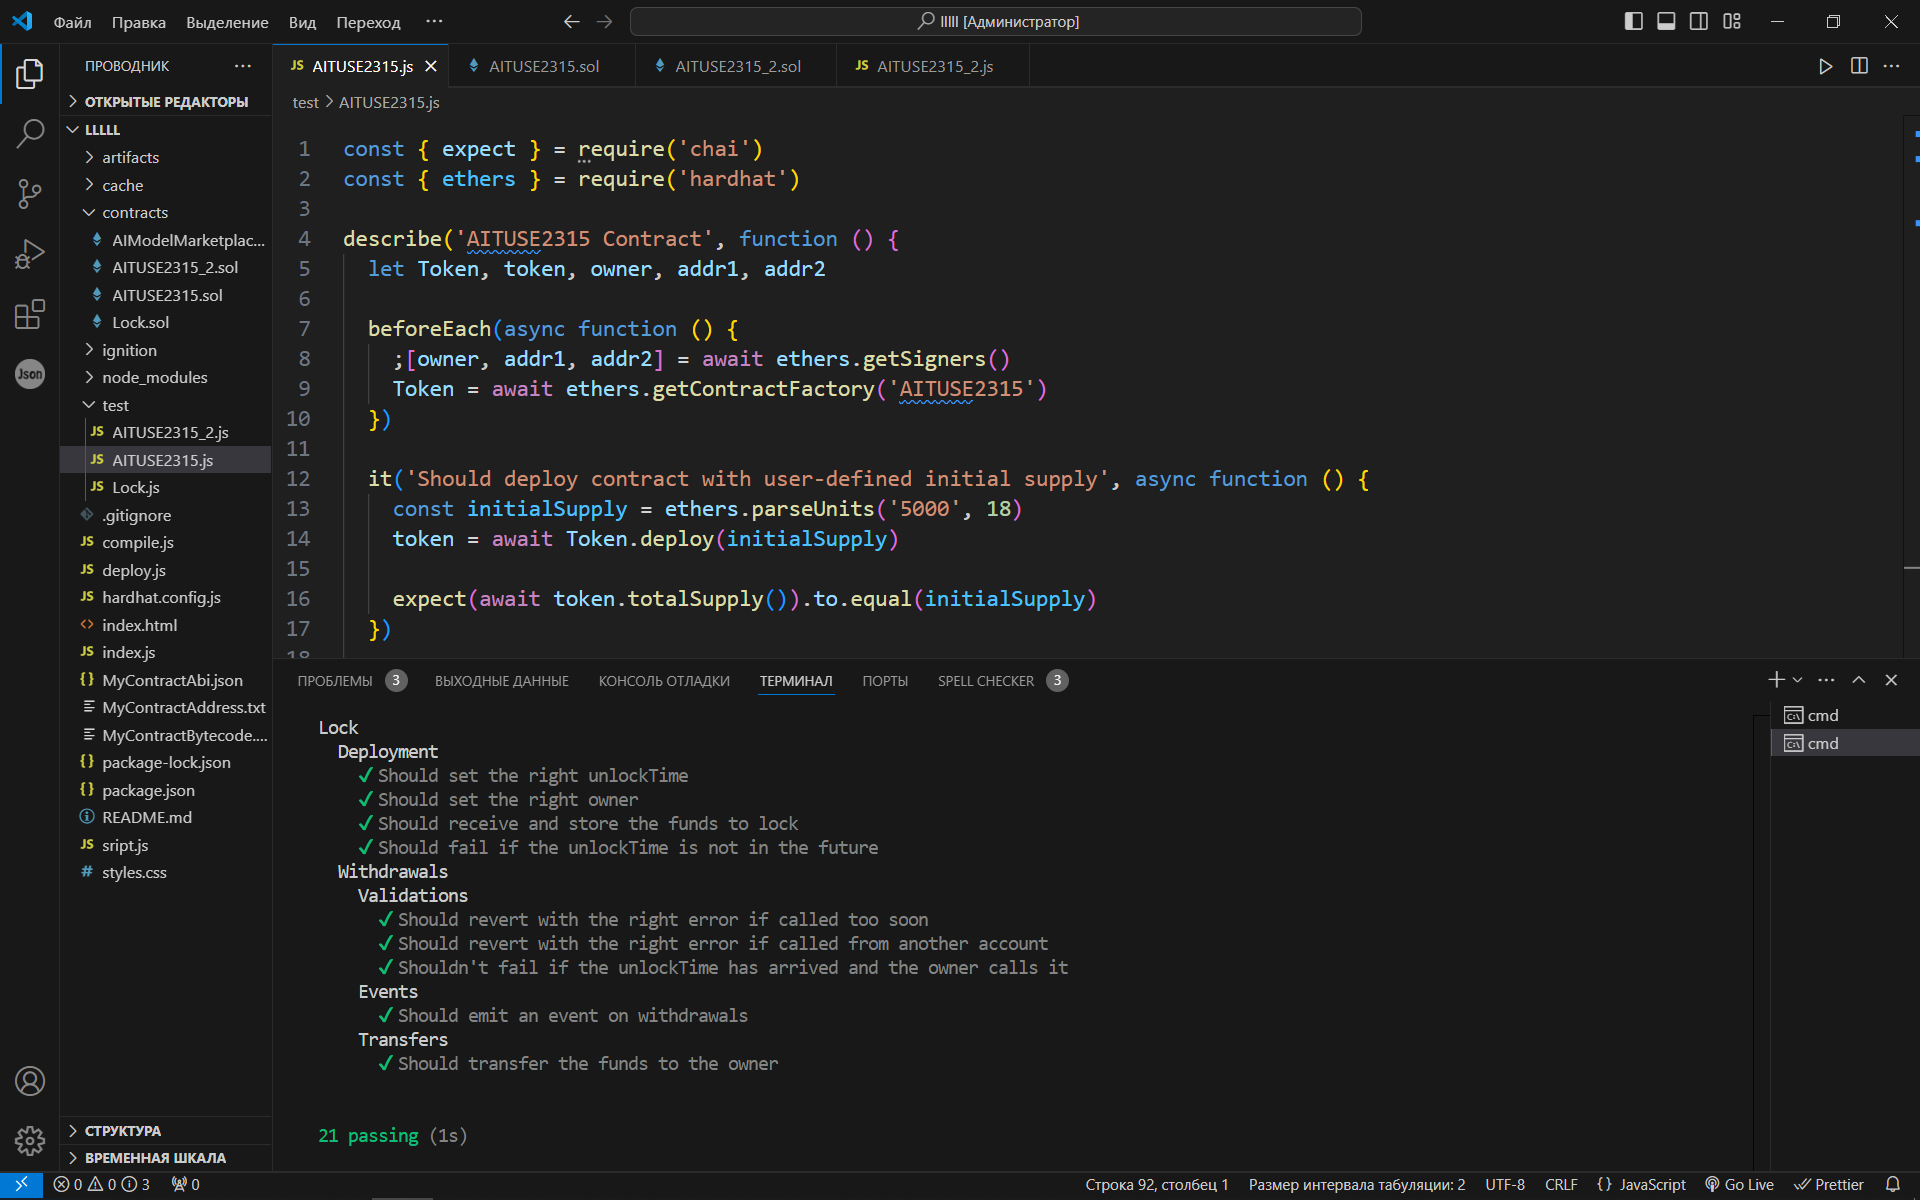 Файл Правка Выделение Вид Переход ··· lllll [Администратор]
ПРОВОДНИК ···
ОТКРЫТЫЕ РЕДАКТОРЫ
LLLLL
artifacts
cache
contracts
AIModelMarketplac...
AITUSE2315_2.sol
AITUSE2315.sol
Lock.sol
ignition
node_modules
test
AITUSE2315_2.js
AITUSE2315.js
Lock.js
.gitignore
compile.js
deploy.js
hardhat.config.js
index.html
index.js
MyContractAbi.json
MyContractAddress.txt
MyContractBytecode....
package-lock.json
package.json
README.md
sript.js
styles.css
СТРУКТУРА
ВРЕМЕННАЯ ШКАЛА
Json
JS AITUSE2315.js AITUSE2315.sol AITUSE2315_2.sol JS AITUSE2315_2.js
test > AITUSE2315.js
1 const { expect } = require('chai')
2 const { ethers } = require('hardhat')
3
4 describe('AITUSE2315 Contract', function () {
5 let Token, token, owner, addr1, addr2
6
7 beforeEach(async function () {
8 ;[owner, addr1, addr2] = await ethers.getSigners()
9 Token = await ethers.getContractFactory('AITUSE2315')
10 })
11
12 it('Should deploy contract with user-defined initial supply', async function () {
13 const initialSupply = ethers.parseUnits('5000', 18)
14 token = await Token.deploy(initialSupply)
15
16 expect(await token.totalSupply()).to.equal(initialSupply)
17 })
18
ПРОБЛЕМЫ 3 ВЫХОДНЫЕ ДАННЫЕ КОНСОЛЬ ОТЛАДКИ ТЕРМИНАЛ ПОРТЫ SPELL CHECKER 3
Lock
Deployment
✓ Should set the right unlockTime
✓ Should set the right owner
✓ Should receive and store the funds to lock
✓ Should fail if the unlockTime is not in the future
Withdrawals
Validations
✓ Should revert with the right error if called too soon
✓ Should revert with the right error if called from another account
✓ Shouldn't fail if the unlockTime has arrived and the owner calls it
Events
✓ Should emit an event on withdrawals
Transfers
✓ Should transfer the funds to the owner
21 passing (1s)
cmd
cmd
0 0 3 0 Строка 92, столбец 1 Размер интервала табуляции: 2 UTF-8 CRLF {} JavaScript Go Live Prettier